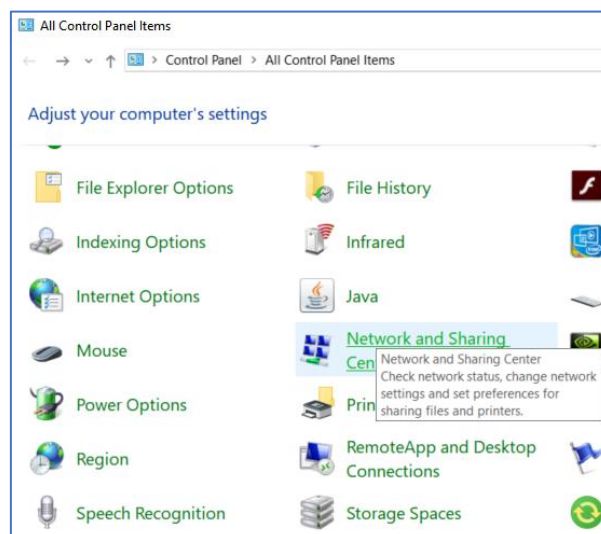 All Control Panel Items
Control Panel > All Control Panel Items
Adjust your computer's settings
File Explorer Options
File History
Indexing Options
Infrared
Internet Options
Java
Mouse
Network and Sharing
Cen
Network and Sharing Center
Check network status, change network
settings and set preferences for
sharing files and printers.
Power Options
Prin
Region
RemoteApp and Desktop
Connections
Speech Recognition
Storage Spaces